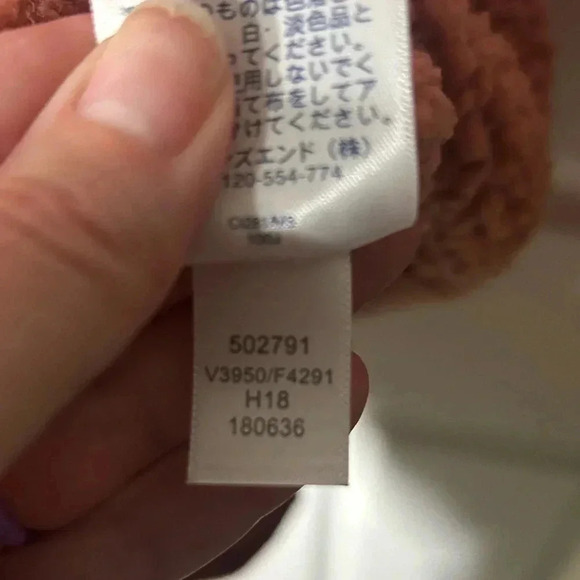 のものは
白・淡色品と
ってください。
使用しないでく
て布をしてア
けてください。
ンズエンド（株）
120-554-774
502791
V3950/F4291
H18
180636